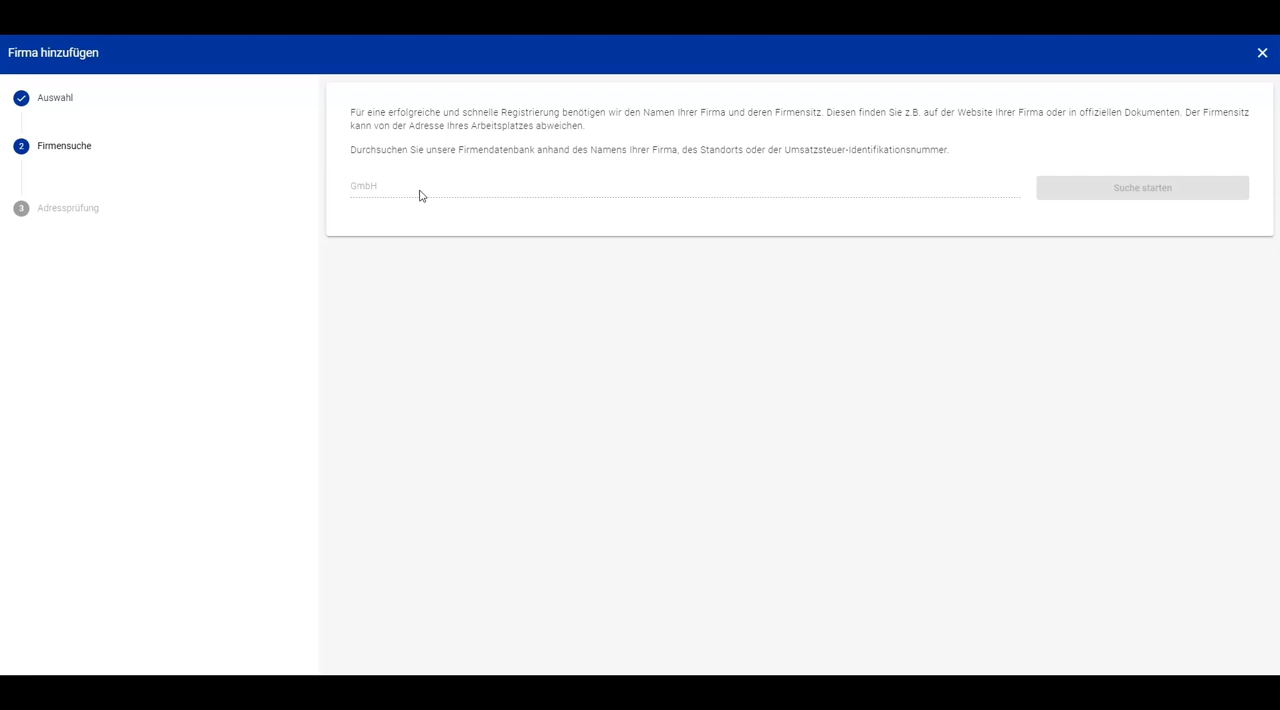 Firma hinzufügen
Auswahl
2 Firmensuche
3 Adressprüfung
Für eine erfolgreiche und schnelle Registrierung benötigen wir den Namen Ihrer Firma und deren Firmensitz. Diesen finden Sie z.B. auf der Website Ihrer Firma oder in offiziellen Dokumenten. Der Firmensitz
kann von der Adresse Ihres Arbeitsplatzes abweichen.
Durchsuchen Sie unsere Firmendatenbank anhand des Namens Ihrer Firma, des Standorts oder der Umsatzsteuer-Identifikationsnummer.
GmbH
Suche starten